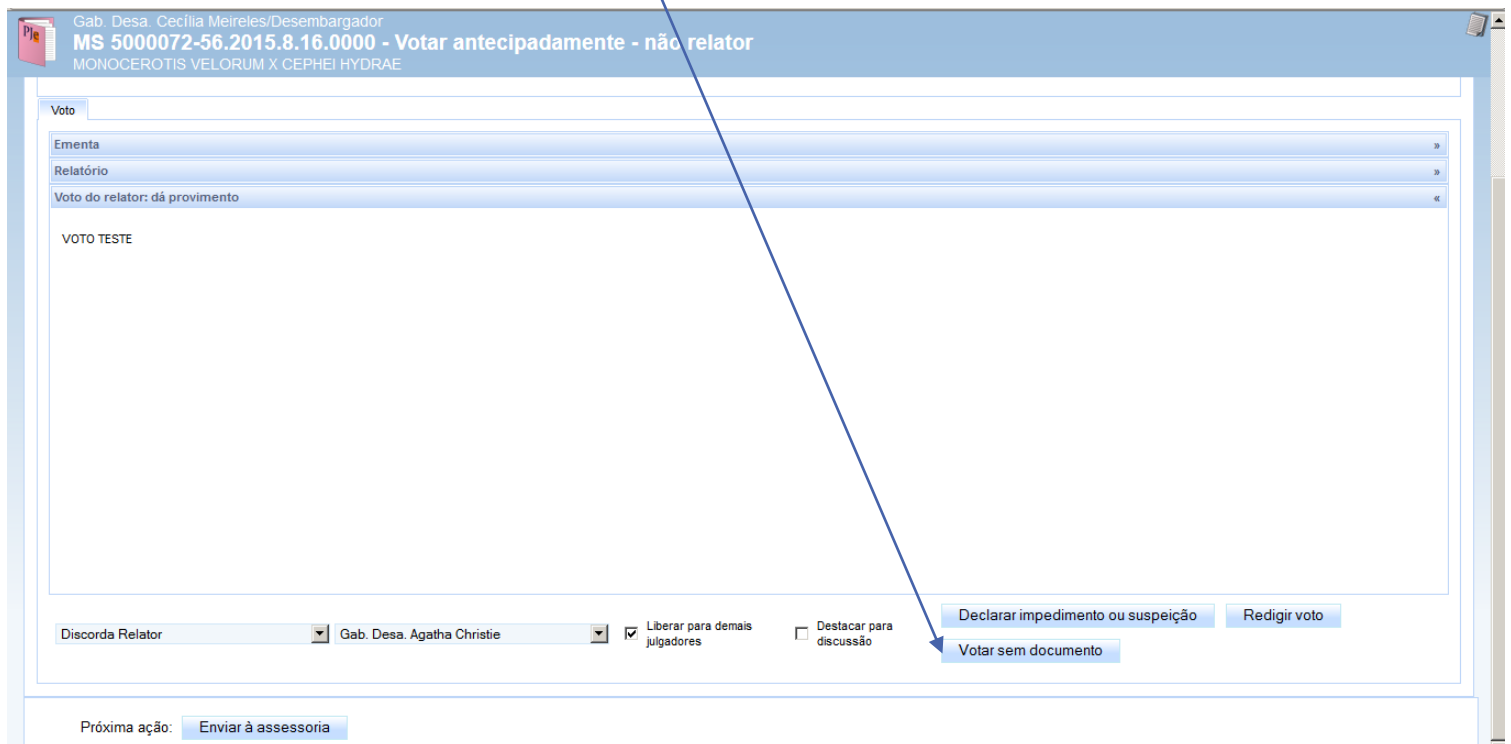 PJe
Gab. Desa. Cecília Meireles/Desembargador
MS 5000072-56.2015.8.16.0000 - Votar antecipadamente - não relator
MONOCEROTIS VELORUM X CEPHEI HYDRAE
Voto
Ementa »
Relatório »
Voto do relator: dá provimento «
VOTO TESTE
Discorda Relator
Gab. Desa. Agatha Christie
Liberar para demais
julgadores
Destacar para
discussão
Declarar impedimento ou suspeição
Redigir voto
Votar sem documento
Próxima ação: Enviar à assessoria